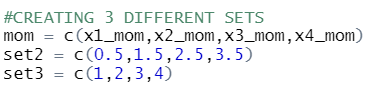 #CREATING 3 DIFFERENT SETS
mom = c(x1_mom,x2_mom,x3_mom,x4_mom)
set2 = c(0.5,1.5,2.5,3.5)
set3 = c(1,2,3,4)